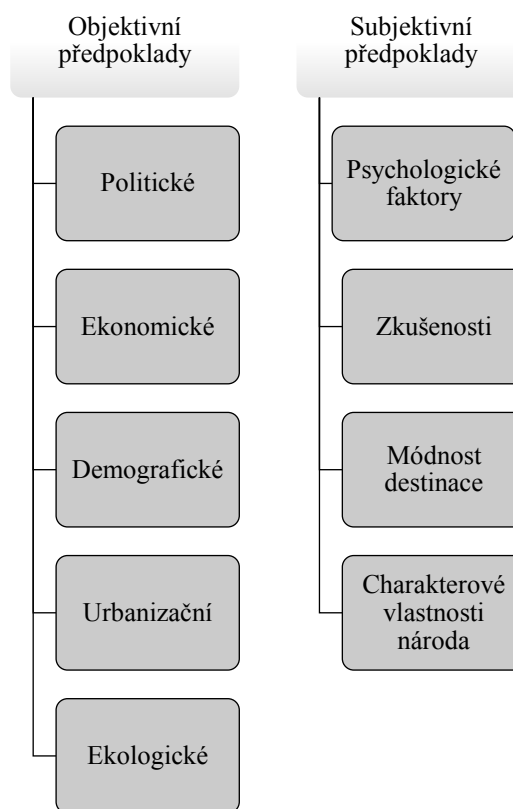 Objektivní
předpoklady
Politické
Ekonomické
Demografické
Urbanizační
Ekologické
Subjektivní
předpoklady
Psychologické
faktory
Zkušenosti
Módnost
destinace
Charakterové
vlastnosti
národa